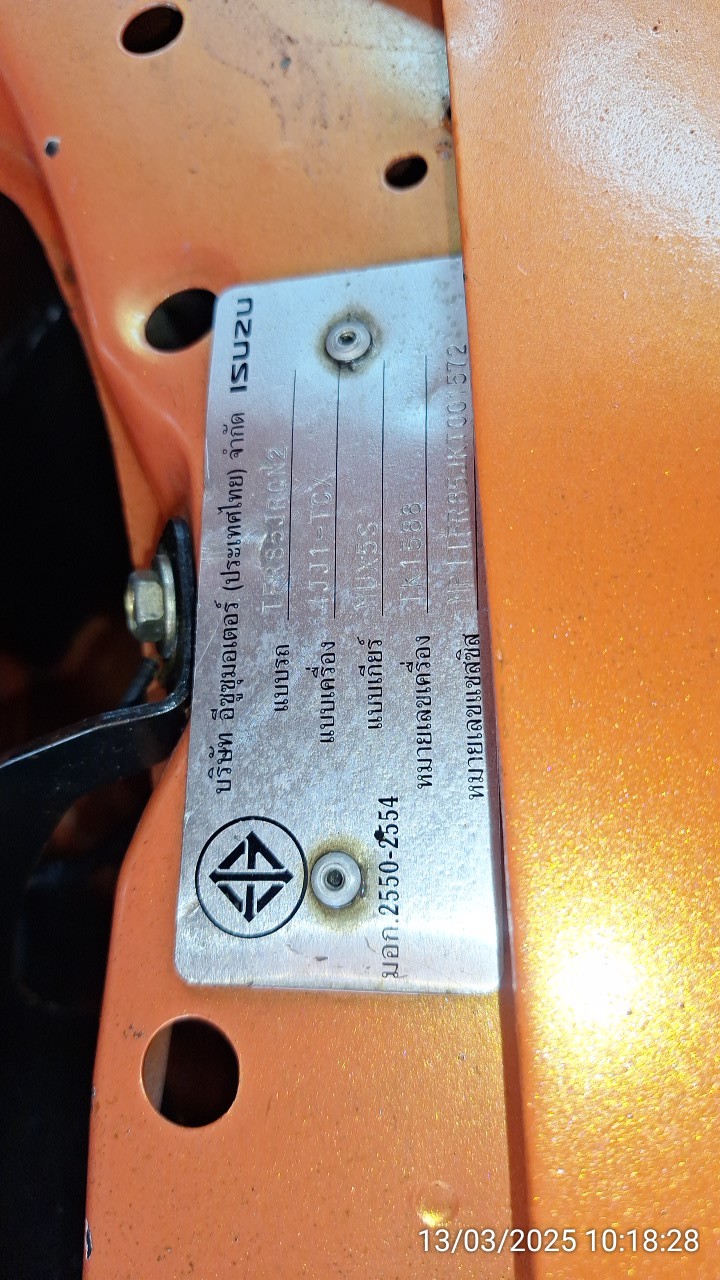 บริษัท อีซูซุมอเตอร์ (ประเทศไทย) จำกัด ISUZU
แบบรถ
แบบเครื่อง 4JJ1-TCX
แบบเกียร์ MUX5S
หมายเลขเครื่อง
หมายเลขแชสซีส
มอก.2550-2554
13/03/2025 10:18:28